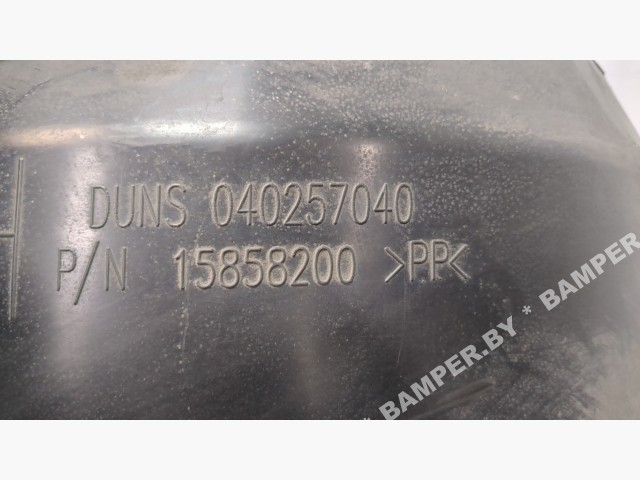 DUNS 040257040
P/N 15858200 >PP<
BAMPER.BY * BAMPER.